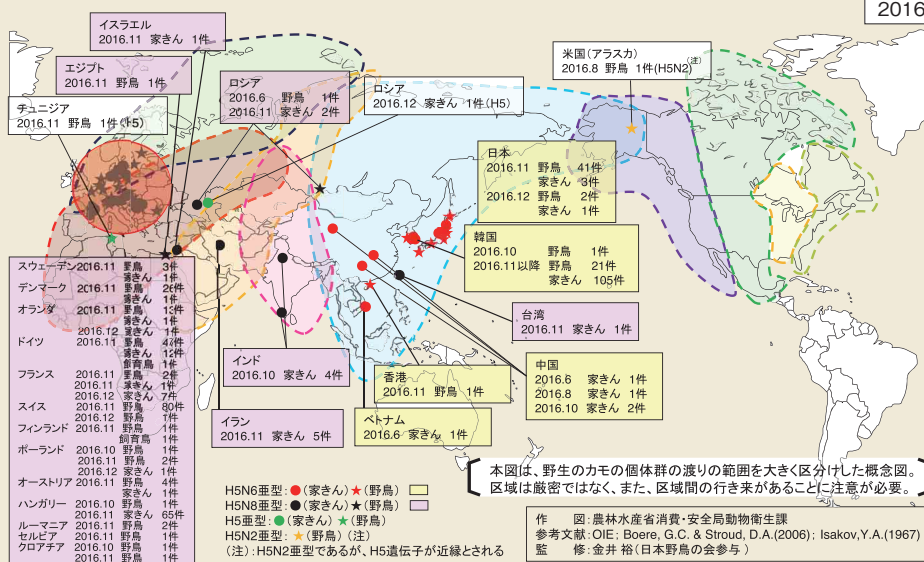 2016
イスラエル
2016.11 家きん 1件
エジプト
2016.11 野鳥 1件
チュニジア
2016.11 野鳥 1件(H5)
ロシア
2016.6 野鳥 1件
2016.11 家きん 2件
ロシア
2016.12 家きん 1件(H5)
米国(アラスカ)
2016.8 野鳥 1件(H5N2)(注)
日本
2016.11 野鳥 41件
家きん 3件
2016.12 野鳥 2件
家きん 1件
韓国
2016.10 野鳥 1件
2016.11以降 野鳥 21件
家きん 105件
台湾
2016.11 家きん 1件
中国
2016.6 家きん 1件
2016.8 家きん 1件
2016.10 家きん 2件
香港
2016.11 野鳥 1件
ベトナム
2016.6 家きん 1件
インド
2016.10 家きん 4件
イラン
2016.11 家きん 5件
スウェーデン2016.11 野鳥 3件
家きん 1件
デンマーク 2016.11 野鳥 26件
家きん 1件
オランダ 2016.11 野鳥 13件
家きん 1件
2016.12 家きん 1件
ドイツ 2016.11 野鳥 47件
家きん 12件
飼育鳥 1件
フランス 2016.11 野鳥 2件
2016.11 家きん 1件
2016.12 家きん 7件
スイス 2016.11 野鳥 80件
2016.12 野鳥 1件
フィンランド 2016.11 野鳥 1件
飼育鳥 1件
ポーランド 2016.10 野鳥 1件
2016.11 野鳥 2件
2016.12 家きん 1件
オーストリア 2016.11 野鳥 4件
家きん 1件
ハンガリー 2016.10 野鳥 1件
2016.11 家きん 65件
ルーマニア 2016.11 野鳥 2件
セルビア 2016.11 野鳥 1件
クロアチア 2016.10 野鳥 1件
2016.11 野鳥 1件
H5N6亜型:●(家きん)★(野鳥)
H5N8亜型:●(家きん)★(野鳥)
H5亜型:●(家きん)★(野鳥)
H5N2亜型:★(野鳥)(注)
(注):H5N2亜型であるが、H5遺伝子が近縁とされる
本図は、野生のカモの個体群の渡りの範囲を大きく区分けした概念図。
区域は厳密ではなく、また、区域間の行き来があることに注意が必要。
作 図:農林水産省消費・安全局動物衛生課
参考文献:OIE; Boere, G.C. & Stroud, D.A.(2006); Isakov,Y.A.(1967)
監 修:金井 裕(日本野鳥の会参与)